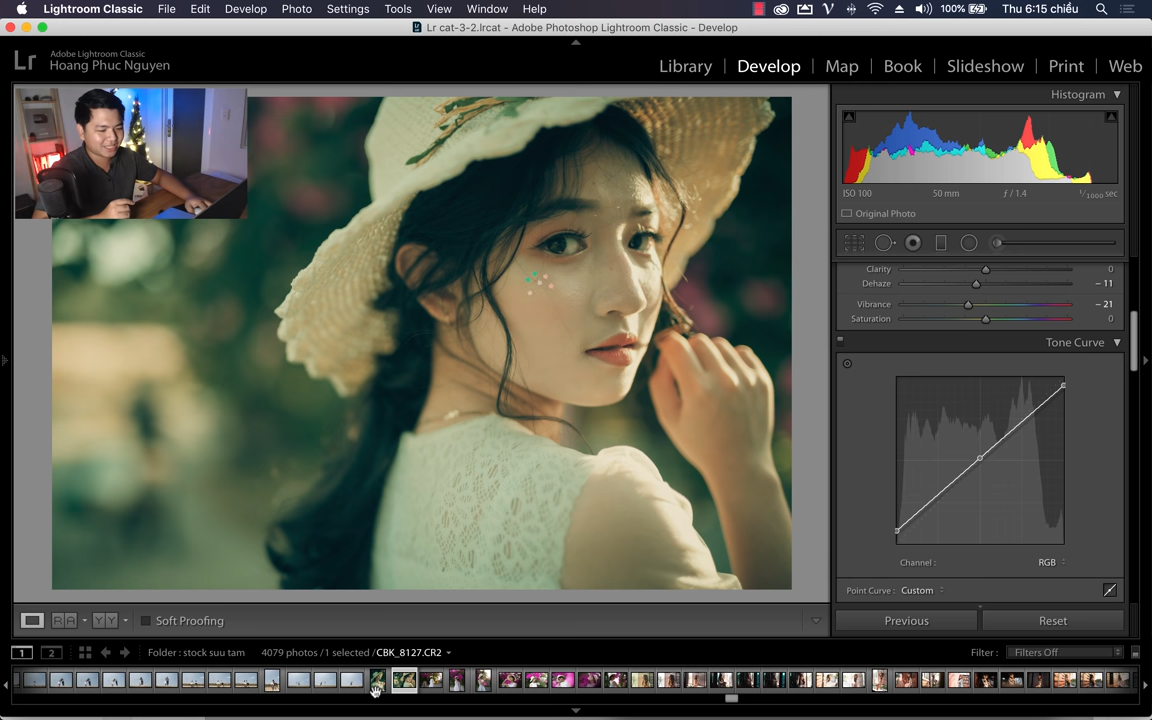 Lightroom Classic File Edit Develop Photo Settings Tools View Window Help 100% Thu 6:15 chiều
Lr cat-3-2.lrcat - Adobe Photoshop Lightroom Classic - Develop
Lr Adobe Lightroom Classic
Hoang Phuc Nguyen
Library | Develop | Map | Book | Slideshow | Print | Web
Histogram
ISO 100 50 mm ƒ / 1.4 1/1000 sec
Original Photo
Clarity 0
Dehaze – 11
Vibrance – 21
Saturation 0
Tone Curve
Channel : RGB
Point Curve : Custom
Previous Reset
R A Y Y Soft Proofing
1 2 Folder : stock suu tam 4079 photos / 1 selected / CBK_8127.CR2 Filter : Filters Off